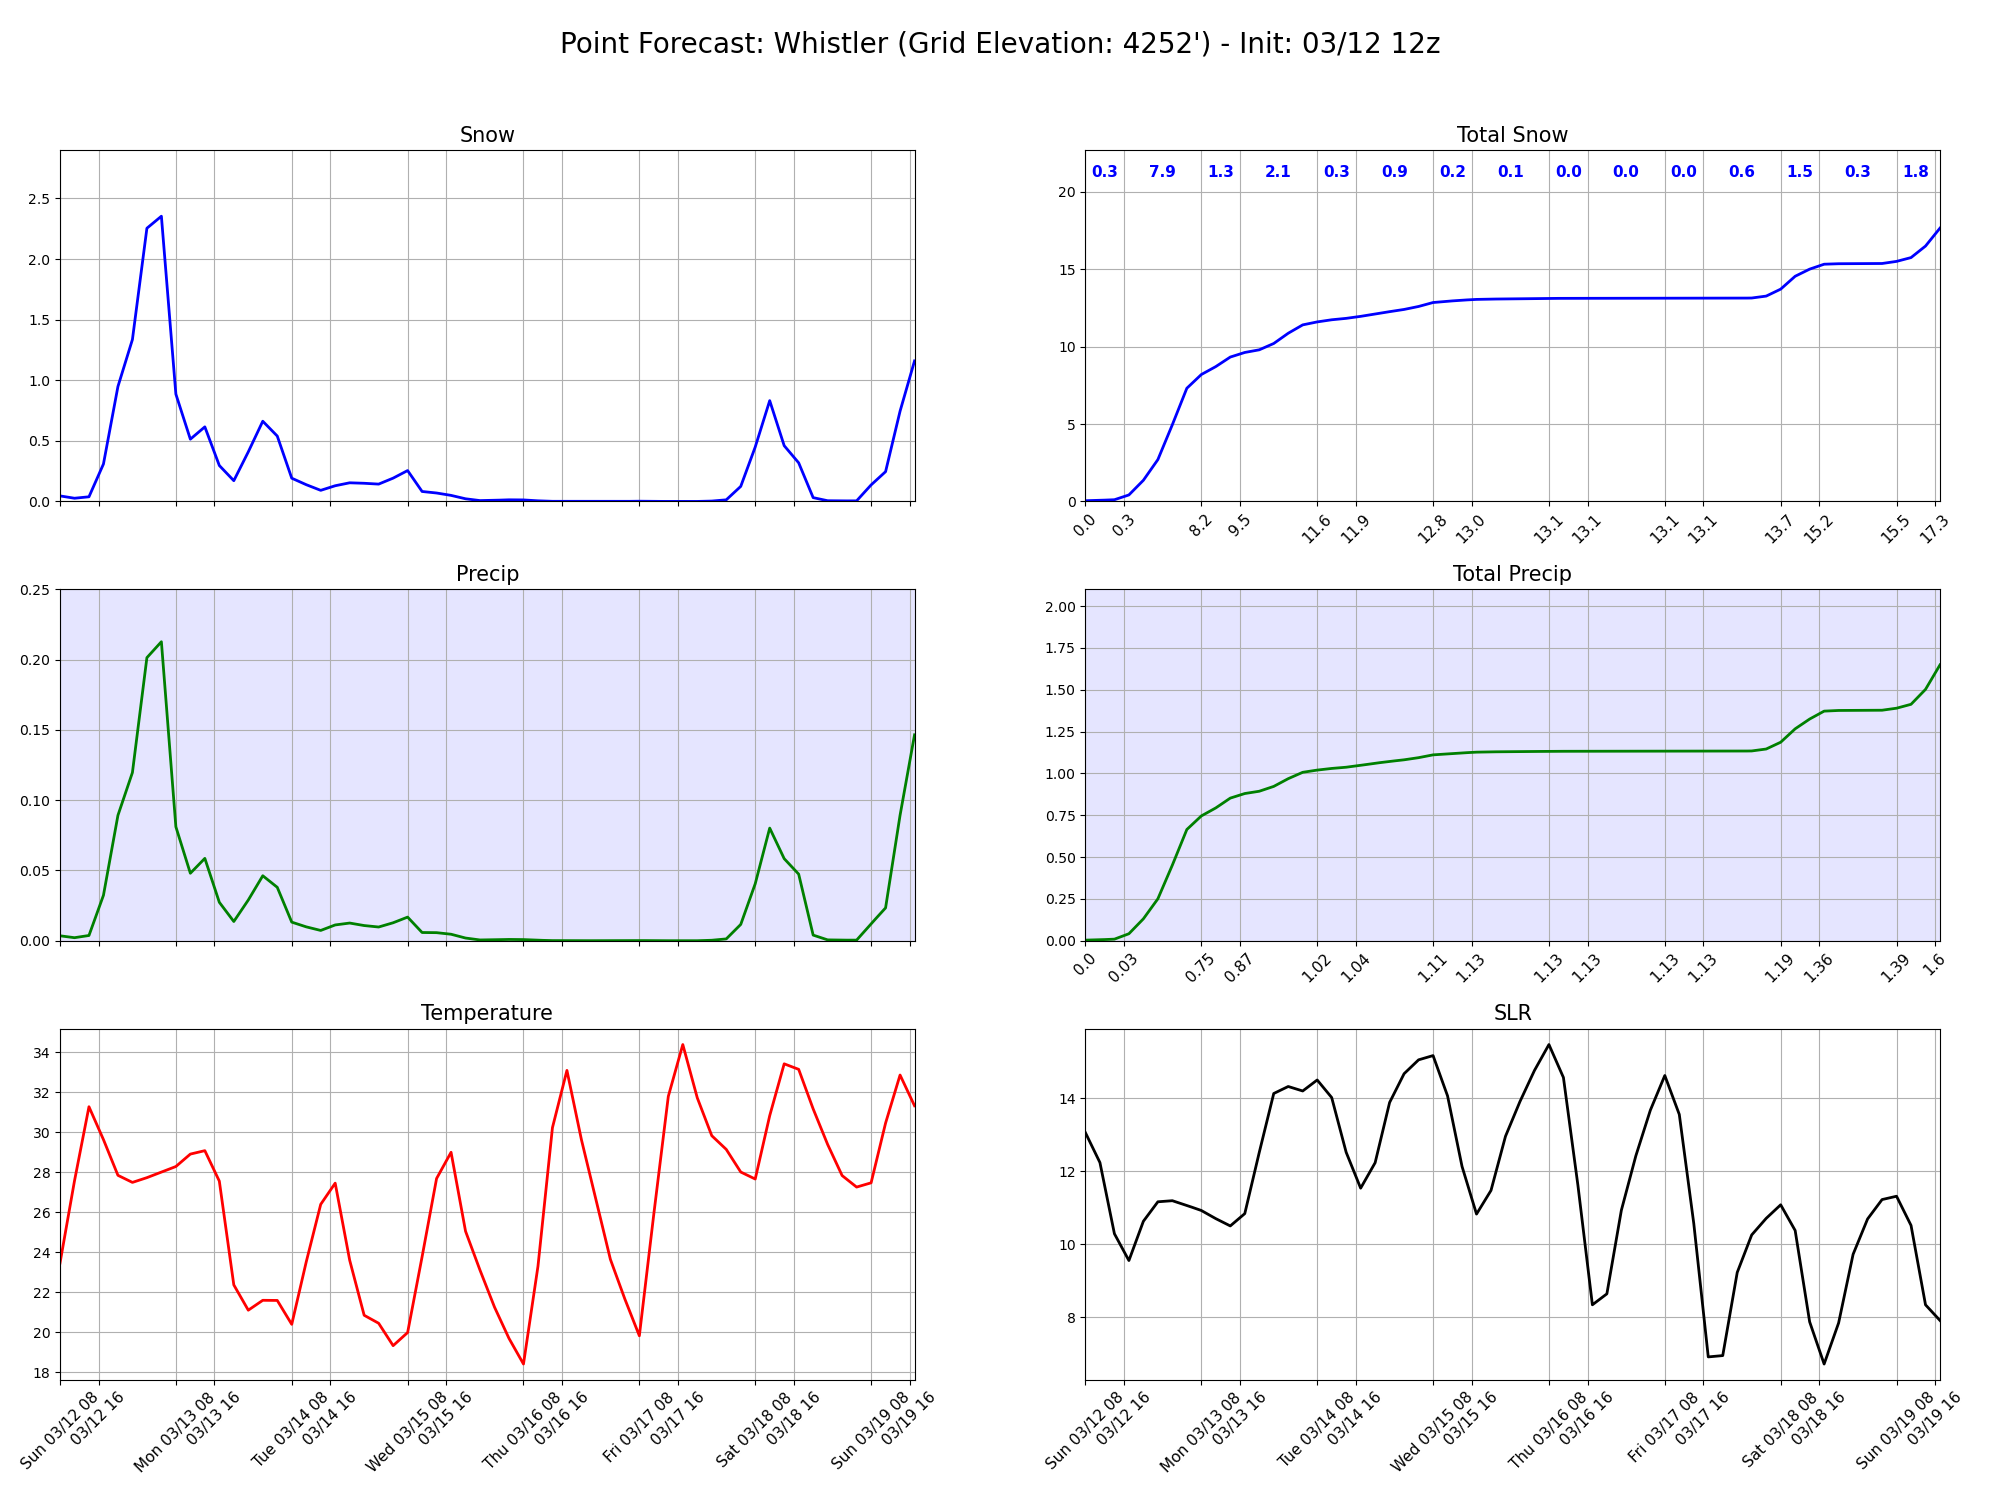 Point Forecast: Whistler (Grid Elevation: 4252') - Init: 03/12 12z
Snow
2.5
2.0
1.5
1.0
0.5
0.0
Total Snow
0.3 7.9 1.3 2.1 0.3 0.9 0.2 0.1 0.0 0.0 0.0 0.6 1.5 0.3 1.8
20
15
10
5
0
0.0 0.3 8.2 9.5 11.6 11.9 12.8 13.0 13.1 13.1 13.1 13.1 13.7 15.2 15.5 17.3
Precip
0.25
0.20
0.15
0.10
0.05
0.00
Total Precip
2.00
1.75
1.50
1.25
1.00
0.75
0.50
0.25
0.00
0.0 0.03 0.75 0.87 1.02 1.04 1.11 1.13 1.13 1.13 1.13 1.13 1.19 1.36 1.39 1.6
Temperature
34
32
30
28
26
24
22
20
18
Sun 03/12 08
03/12 16
Mon 03/13 08
03/13 16
Tue 03/14 08
03/14 16
Wed 03/15 08
03/15 16
Thu 03/16 08
03/16 16
Fri 03/17 08
03/17 16
Sat 03/18 08
03/18 16
Sun 03/19 08
03/19 16
SLR
14
12
10
8
Sun 03/12 08
03/12 16
Mon 03/13 08
03/13 16
Tue 03/14 08
03/14 16
Wed 03/15 08
03/15 16
Thu 03/16 08
03/16 16
Fri 03/17 08
03/17 16
Sat 03/18 08
03/18 16
Sun 03/19 08
03/19 16